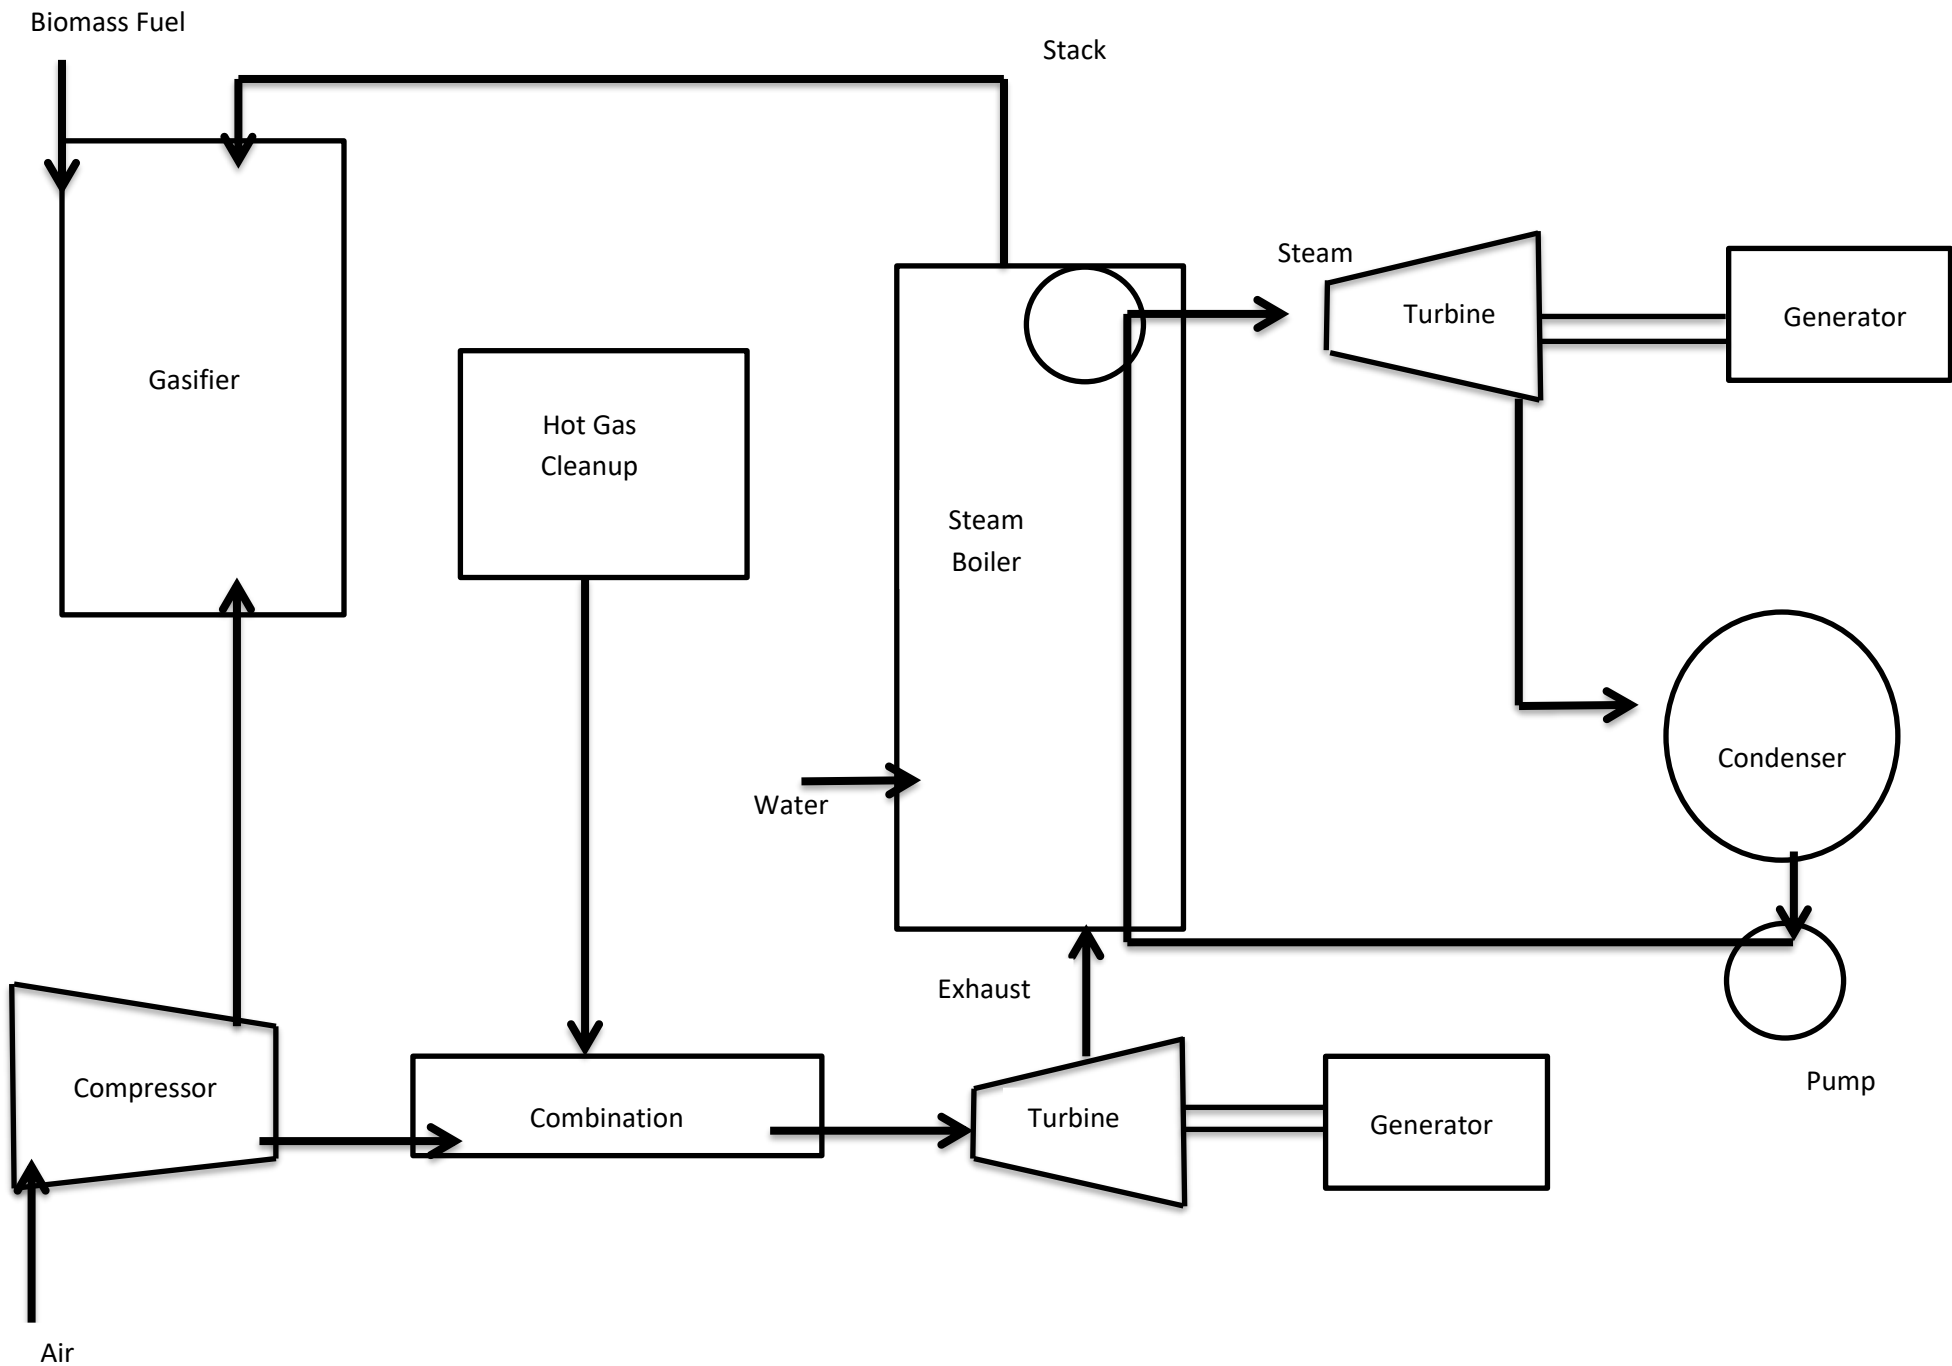 Biomass Fuel
Stack
Steam
Turbine
Generator
Gasifier
Hot Gas
Cleanup
Steam
Boiler
Condenser
Water
Exhaust
Compressor
Combination
Turbine
Generator
Pump
Air